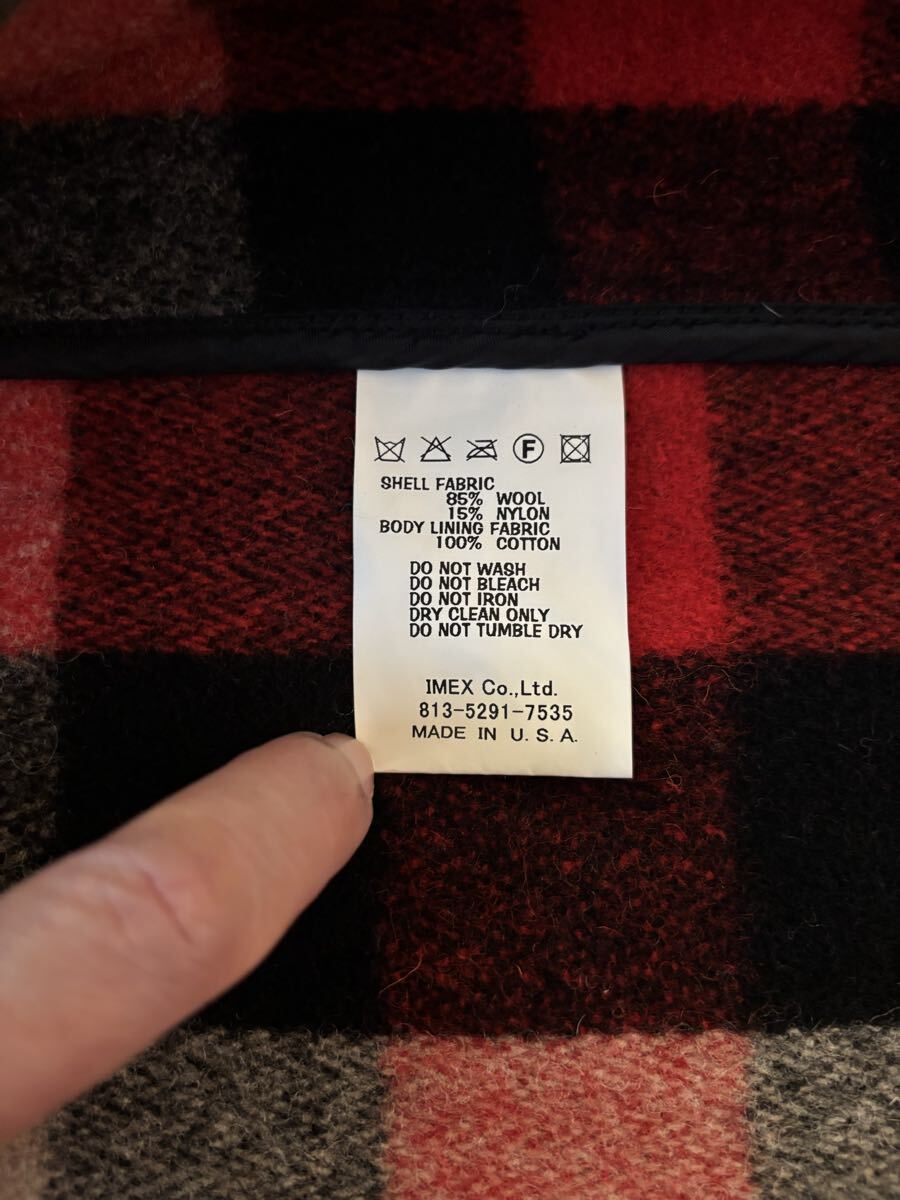 F
SHELL FABRIC
85% WOOL
15% NYLON
BODY LINING FABRIC
100% COTTON
DO NOT WASH
DO NOT BLEACH
DO NOT IRON
DRY CLEAN ONLY
DO NOT TUMBLE DRY
IMEX Co.,Ltd.
813-5291-7535
MADE IN U.S.A.